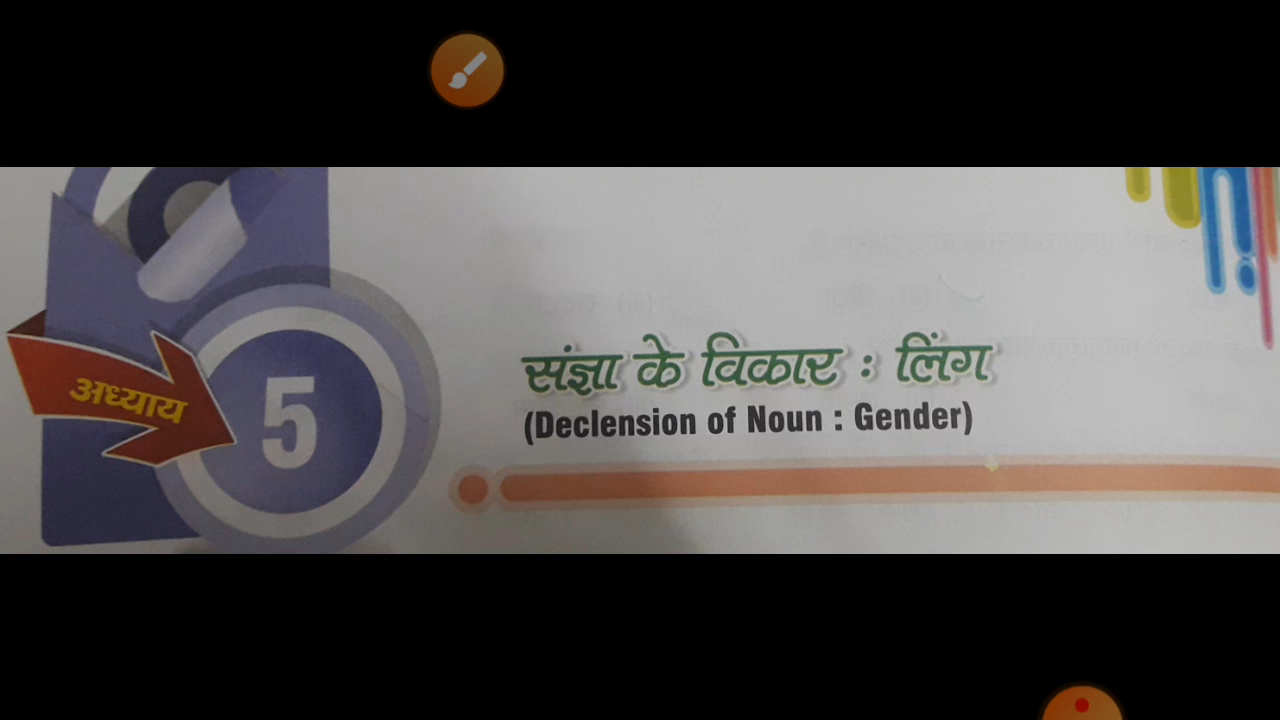 अध्याय
5
संज्ञा के विकार : लिंग
(Declension of Noun : Gender)